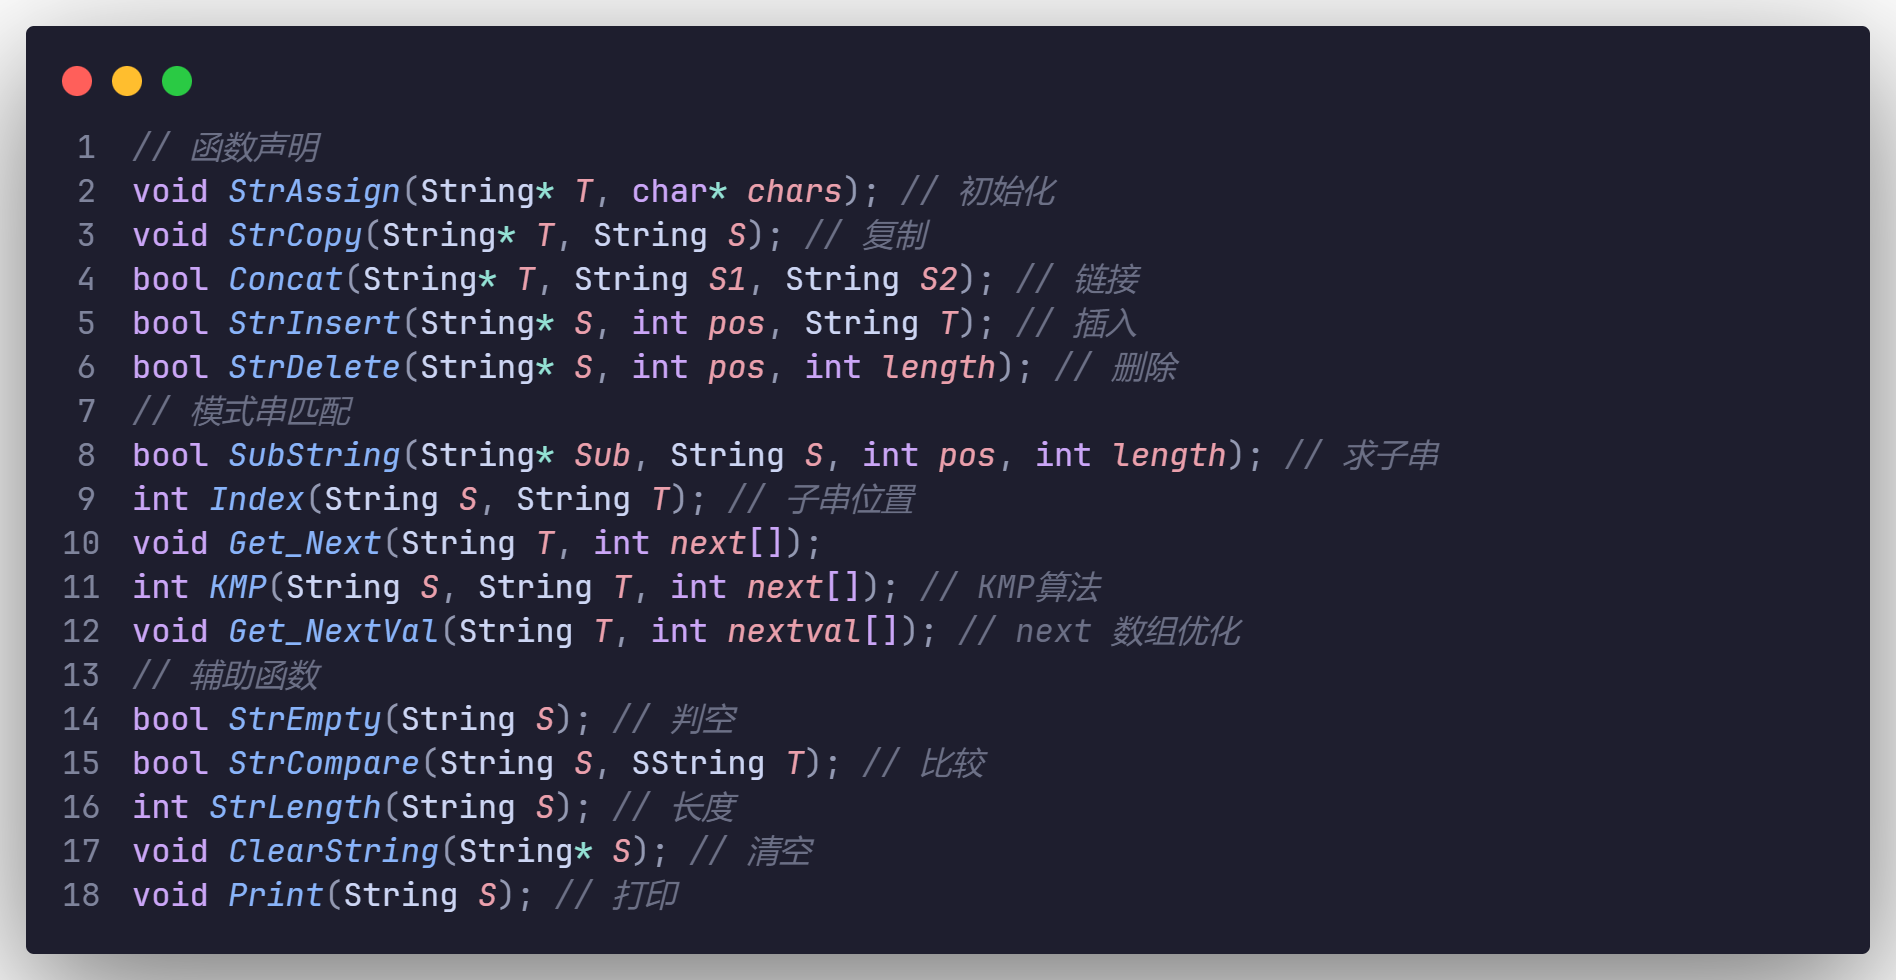 1 // 函数声明
2 void StrAssign(String* T, char* chars); // 初始化
3 void StrCopy(String* T, String S); // 复制
4 bool Concat(String* T, String S1, String S2); // 链接
5 bool StrInsert(String* S, int pos, String T); // 插入
6 bool StrDelete(String* S, int pos, int length); // 删除
7 // 模式串匹配
8 bool SubString(String* Sub, String S, int pos, int length); // 求子串
9 int Index(String S, String T); // 子串位置
10 void Get_Next(String T, int next[]);
11 int KMP(String S, String T, int next[]); // KMP算法
12 void Get_NextVal(String T, int nextval[]); // next 数组优化
13 // 辅助函数
14 bool StrEmpty(String S); // 判空
15 bool StrCompare(String S, SString T); // 比较
16 int StrLength(String S); // 长度
17 void ClearString(String* S); // 清空
18 void Print(String S); // 打印